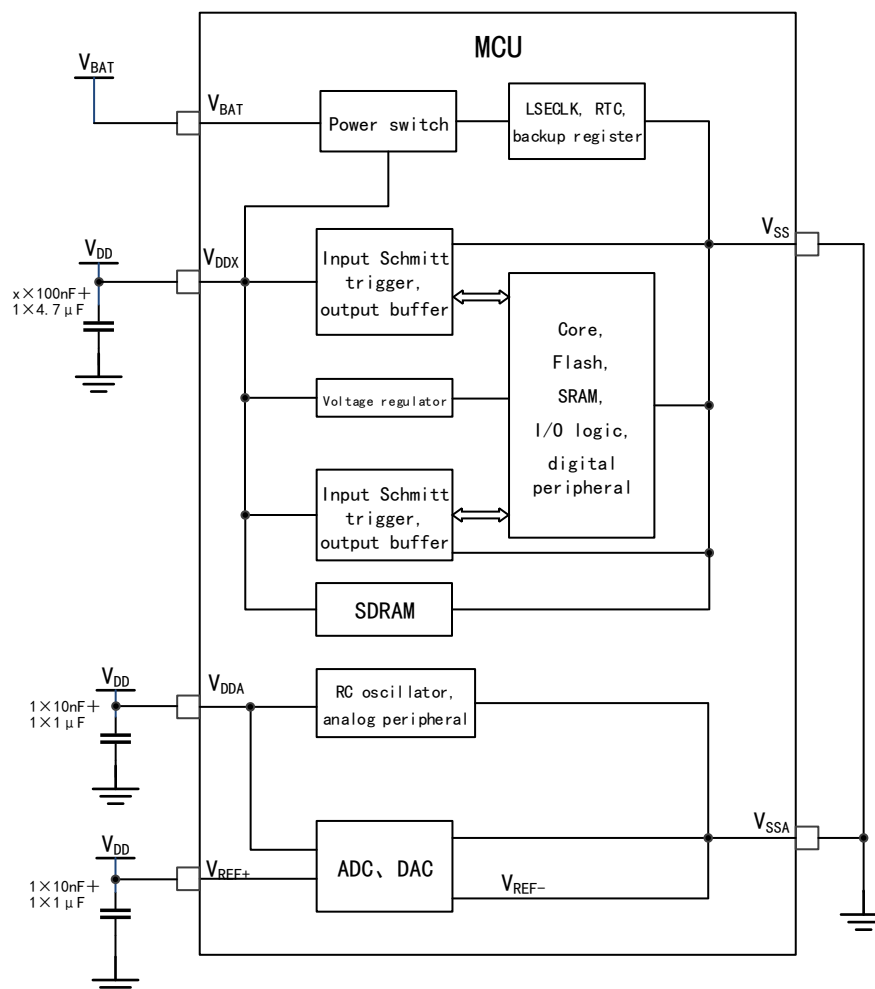 MCU
VBAT
VBAT
Power switch
LSECLK, RTC,
backup register
VDD
VDDX
x×100nF+
1×4.7μF
Input Schmitt
trigger,
output buffer
VSS
Core,
Flash,
SRAM,
I/O logic,
digital
peripheral
Voltage regulator
Input Schmitt
trigger,
output buffer
SDRAM
VDD
VDDA
1×10nF+
1×1μF
RC oscillator,
analog peripheral
VSSA
VDD
VREF+
1×10nF+
1×1μF
ADC、DAC
VREF-